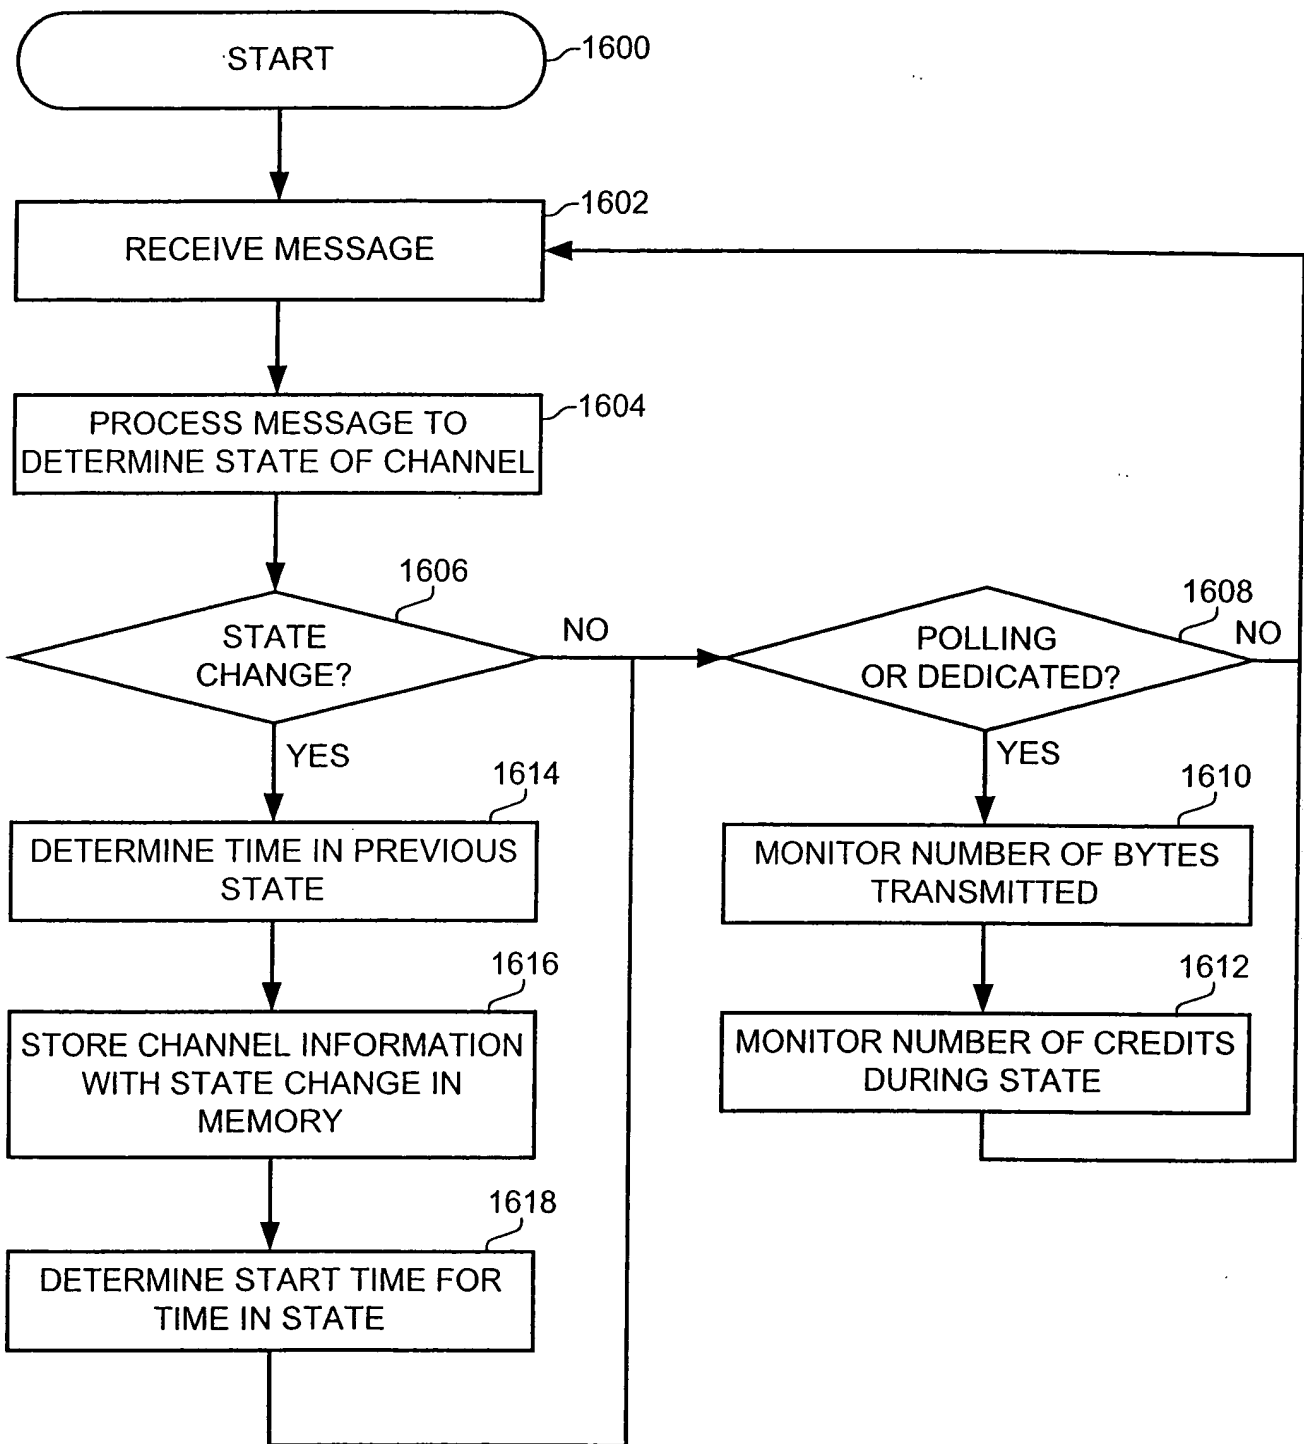 START
1600
1602
RECEIVE MESSAGE
1604
PROCESS MESSAGE TO
DETERMINE STATE OF CHANNEL
1606
STATE
CHANGE?
NO
1608
POLLING
OR DEDICATED?
NO
YES
YES
1614
DETERMINE TIME IN PREVIOUS
STATE
1610
MONITOR NUMBER OF BYTES
TRANSMITTED
1616
STORE CHANNEL INFORMATION
WITH STATE CHANGE IN
MEMORY
1612
MONITOR NUMBER OF CREDITS
DURING STATE
1618
DETERMINE START TIME FOR
TIME IN STATE